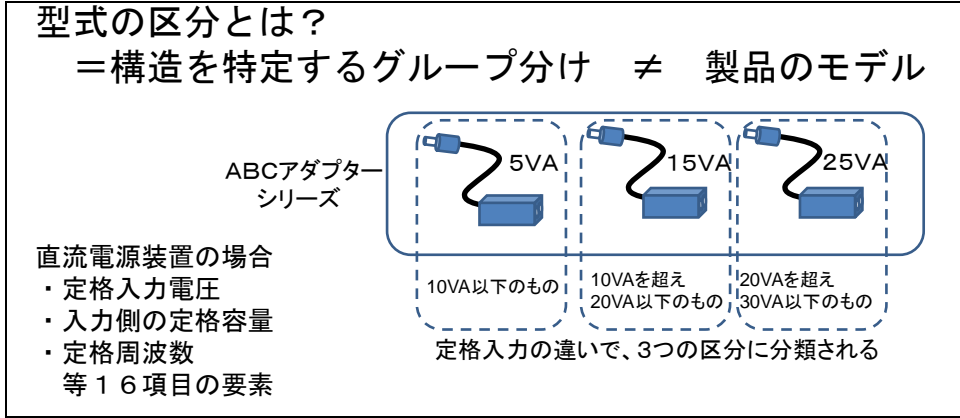 型式の区分とは？
＝構造を特定するグループ分け　≠　製品のモデル
ABCアダプター
シリーズ
5VA
15VA
25VA
10VA以下のもの
10VAを超え
20VA以下のもの
20VAを超え
30VA以下のもの
定格入力の違いで、3つの区分に分類される
直流電源装置の場合
・定格入力電圧
・入力側の定格容量
・定格周波数
等１６項目の要素